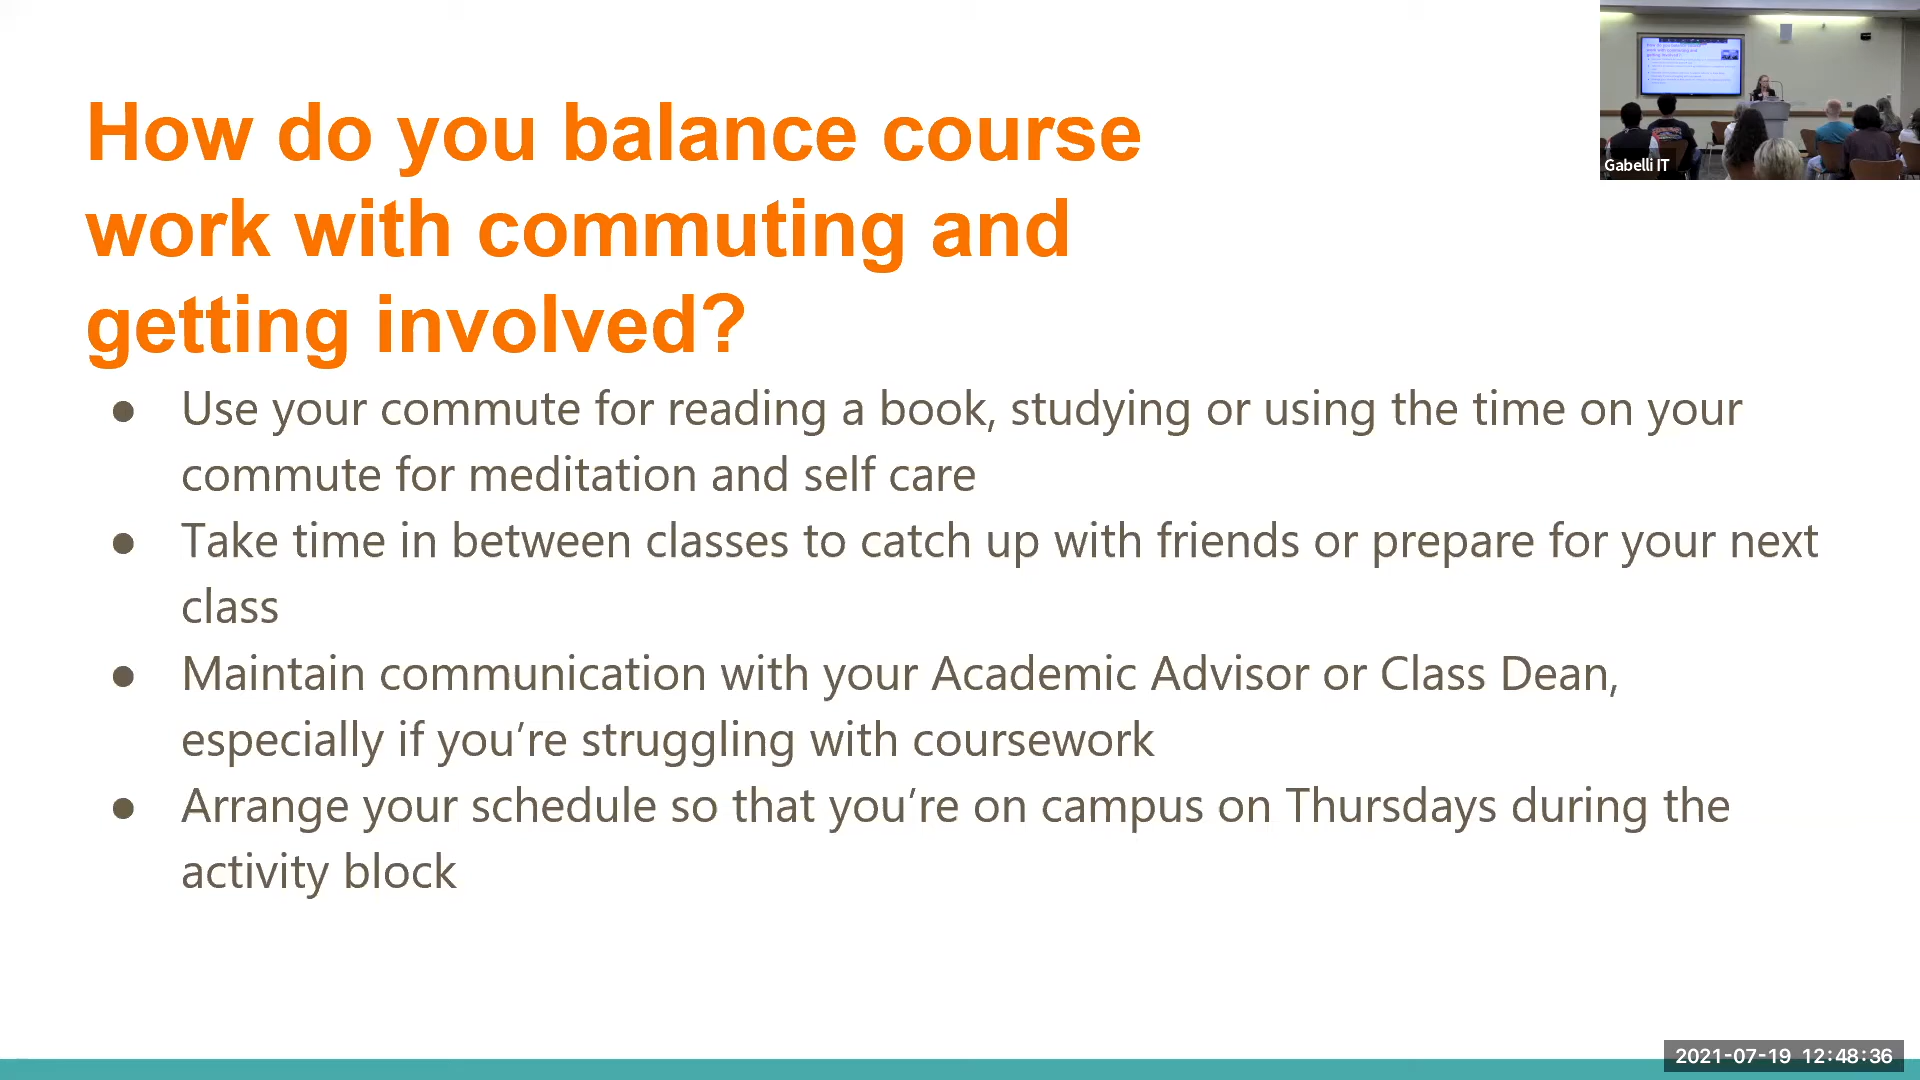 How do you balance course
work with commuting and
getting involved?
● Use your commute for reading a book, studying or using the time on your
commute for meditation and self care
● Take time in between classes to catch up with friends or prepare for your next
class
● Maintain communication with your Academic Advisor or Class Dean,
especially if you’re struggling with coursework
● Arrange your schedule so that you’re on campus on Thursdays during the
activity block
Gabelli IT
2021-07-19 12:48:36